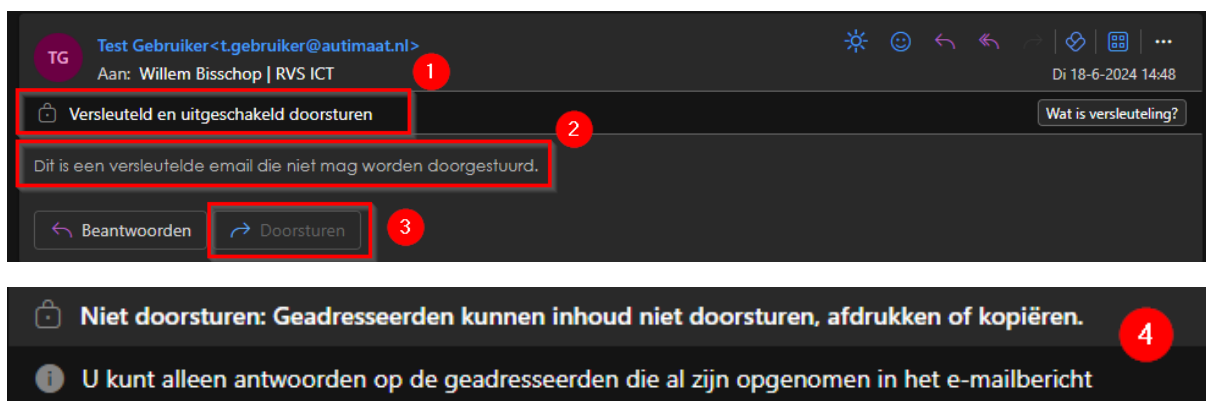 TG
Test Gebruiker<t.gebruiker@autimaat.nl>
Aan: Willem Bisschop | RVS ICT
1
Di 18-6-2024 14:48
Versleuteld en uitgeschakeld doorsturen
Wat is versleuteling?
2
Dit is een versleutelde email die niet mag worden doorgestuurd.
Beantwoorden
Doorsturen
3
Niet doorsturen: Geadresseerden kunnen inhoud niet doorsturen, afdrukken of kopiëren.
4
U kunt alleen antwoorden op de geadresseerden die al zijn opgenomen in het e-mailbericht